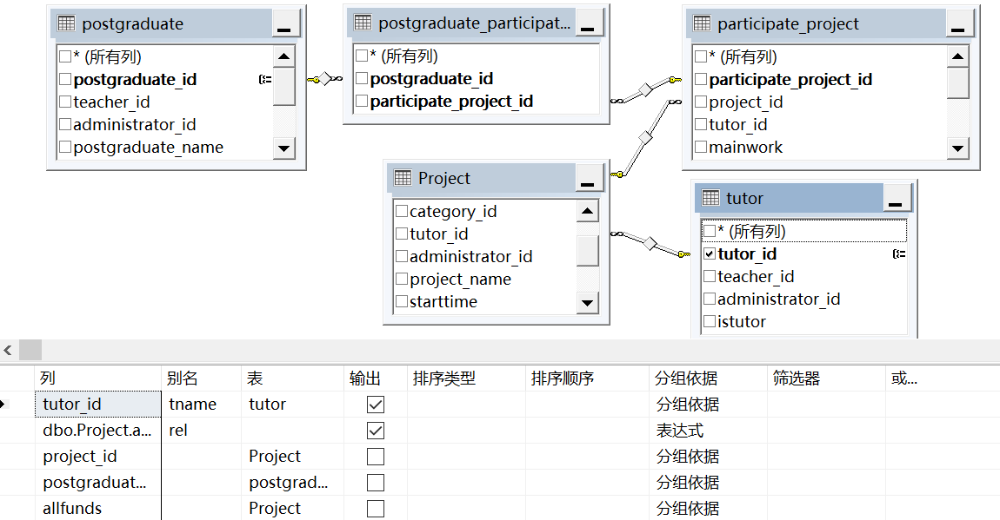 postgraduate
* (所有列)
postgraduate_id
teacher_id
administrator_id
postgraduate_name
postgraduate_participat...
* (所有列)
postgraduate_id
participate_project_id
participate_project
* (所有列)
participate_project_id
project_id
tutor_id
mainwork
Project
category_id
tutor_id
administrator_id
project_name
starttime
tutor
* (所有列)
tutor_id
teacher_id
administrator_id
istutor
列 别名 表 输出 排序类型 排序顺序 分组依据 筛选器 或...
tutor_id tname tutor 分组依据
dbo.Project.a... rel 表达式
project_id Project 分组依据
postgraduat... postgrad... 分组依据
allfunds Project 分组依据